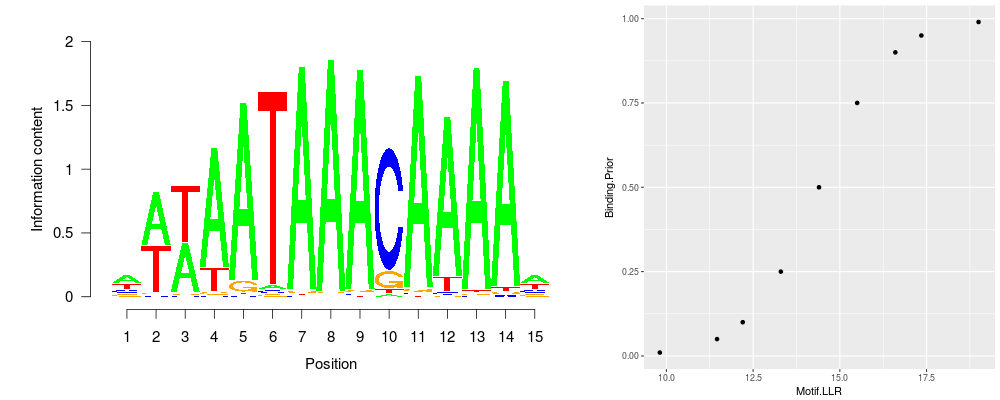 Information content
2
1.5
1
0.5
0
1 2 3 4 5 6 7 8 9 10 11 12 13 14 15
Position
A T A A T A A A C A A A A
T A T G G T
Binding.Prior
1.00
0.75
0.50
0.25
0.00
10.0 12.5 15.0 17.5
Motif.LLR